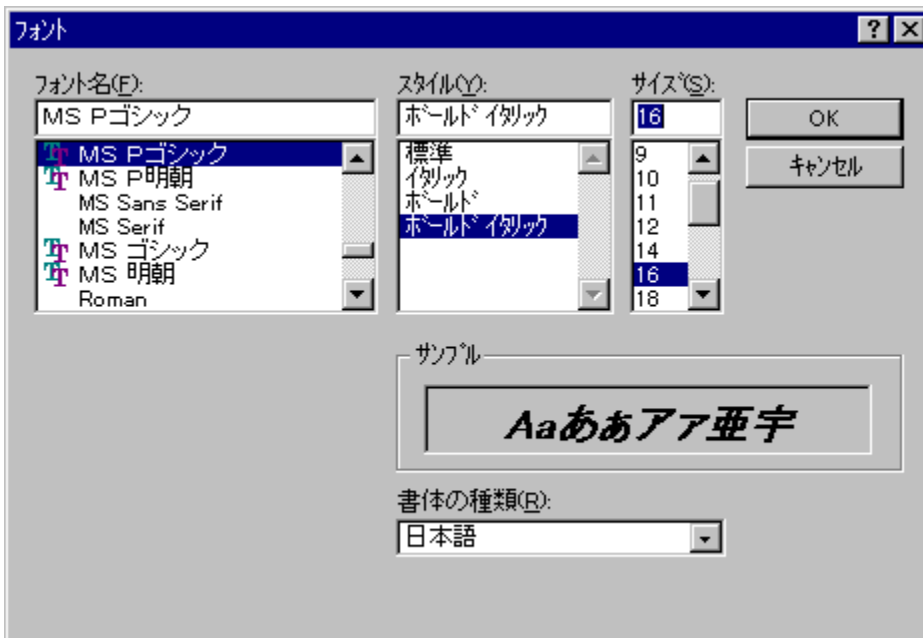 フォント
フォント名(F):
MS Pゴシック
MS Pゴシック
MS P明朝
MS Sans Serif
MS Serif
MS ゴシック
MS 明朝
Roman
スタイル(Y):
ボールド イタリック
標準
イタリック
ボールド
ボールド イタリック
サイズ(S):
16
9
10
11
12
14
16
18
OK
キャンセル
サンプル
Aaあぁアァ亜宇
書体の種類(R):
日本語